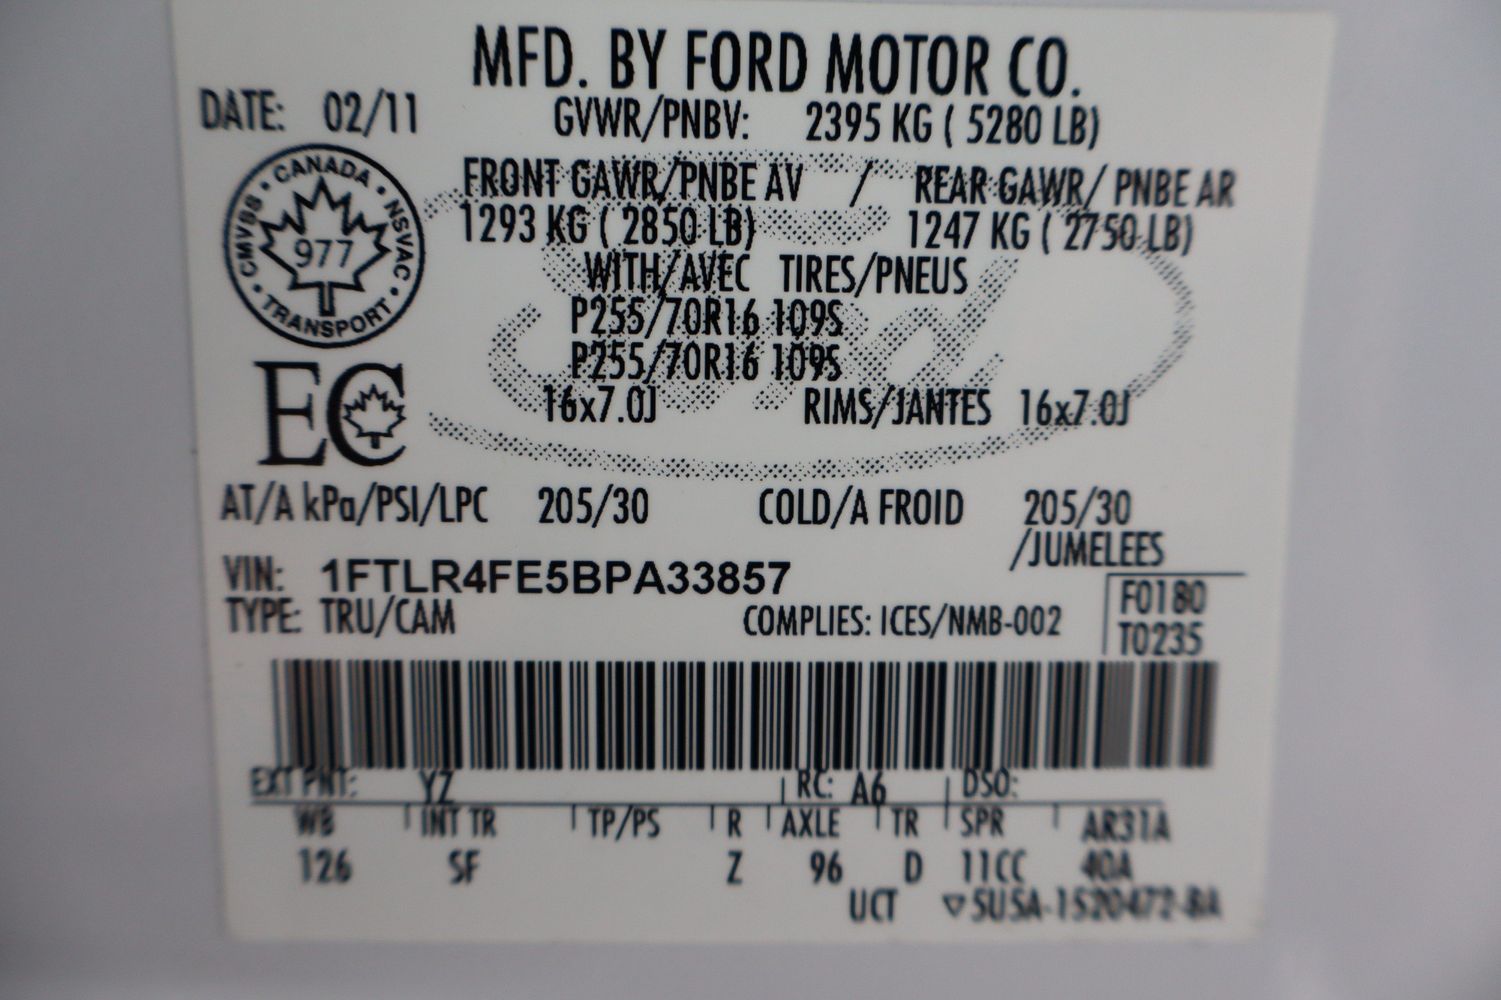 MFD. BY FORD MOTOR CO.
DATE: 02/11
GVWR/PNBV: 2395 KG ( 5280 LB)
FRONT GAWR/PNBE AV / REAR GAWR/ PNBE AR
1293 KG ( 2850 LB) 1247 KG ( 2750 LB)
WITH/AVEC TIRES/PNEUS
P255/70R16 109S
P255/70R16 109S
16x7.0J RIMS/JANTES 16x7.0J
CANADA • NSVAC • TRANSPORT • CMVSS •
977
EC
AT/A kPa/PSI/LPC 205/30 COLD/A FROID 205/30
/JUMELEES
VIN: 1FTLR4FE5BPA33857
F0180
TYPE: TRU/CAM COMPLIES: ICES/NMB-002
T0235
EXT PNT: YZ RC: A6 DSO:
WB INT TR TP/PS R AXLE TR SPR AR31A
126 SF Z 96 D 11CC 40A
UCT ▽5U5A-1520472-BA